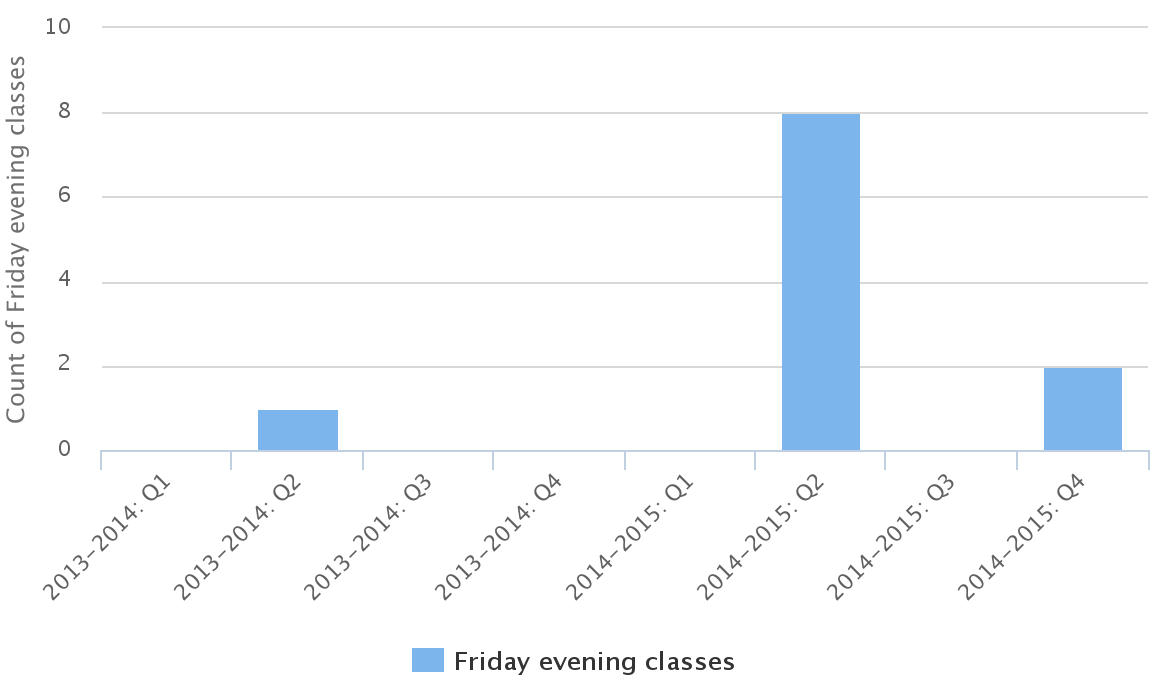 10
8
6
4
2
0
Count of Friday evening classes
2013–2014: Q1
2013–2014: Q2
2013–2014: Q3
2013–2014: Q4
2014–2015: Q1
2014–2015: Q2
2014–2015: Q3
2014–2015: Q4
Friday evening classes